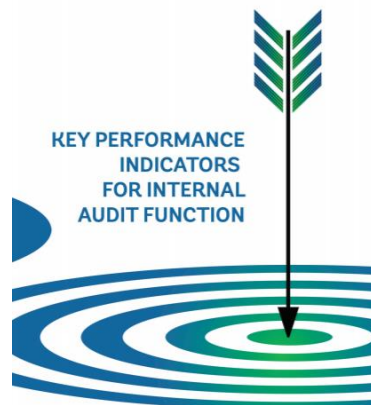 KEY PERFORMANCE
INDICATORS
FOR INTERNAL
AUDIT FUNCTION